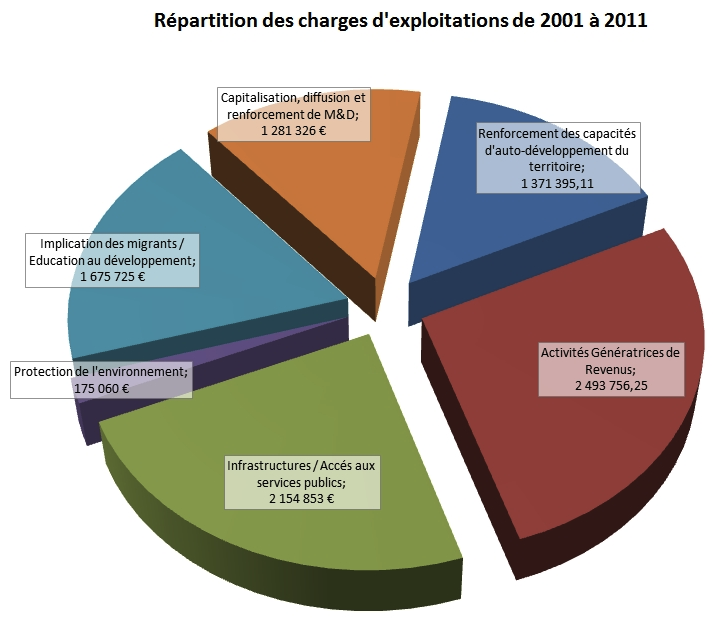 Répartition des charges d'exploitations de 2001 à 2011
Capitalisation, diffusion et
renforcement de M&D;
1 281 326 €
Renforcement des capacités
d'auto-développement du
territoire;
1 371 395,11
Implication des migrants /
Education au développement;
1 675 725 €
Activités Génératrices de
Revenus;
2 493 756,25
Protection de l'environnement;
175 060 €
Infrastructures / Accés aux
services publics;
2 154 853 €